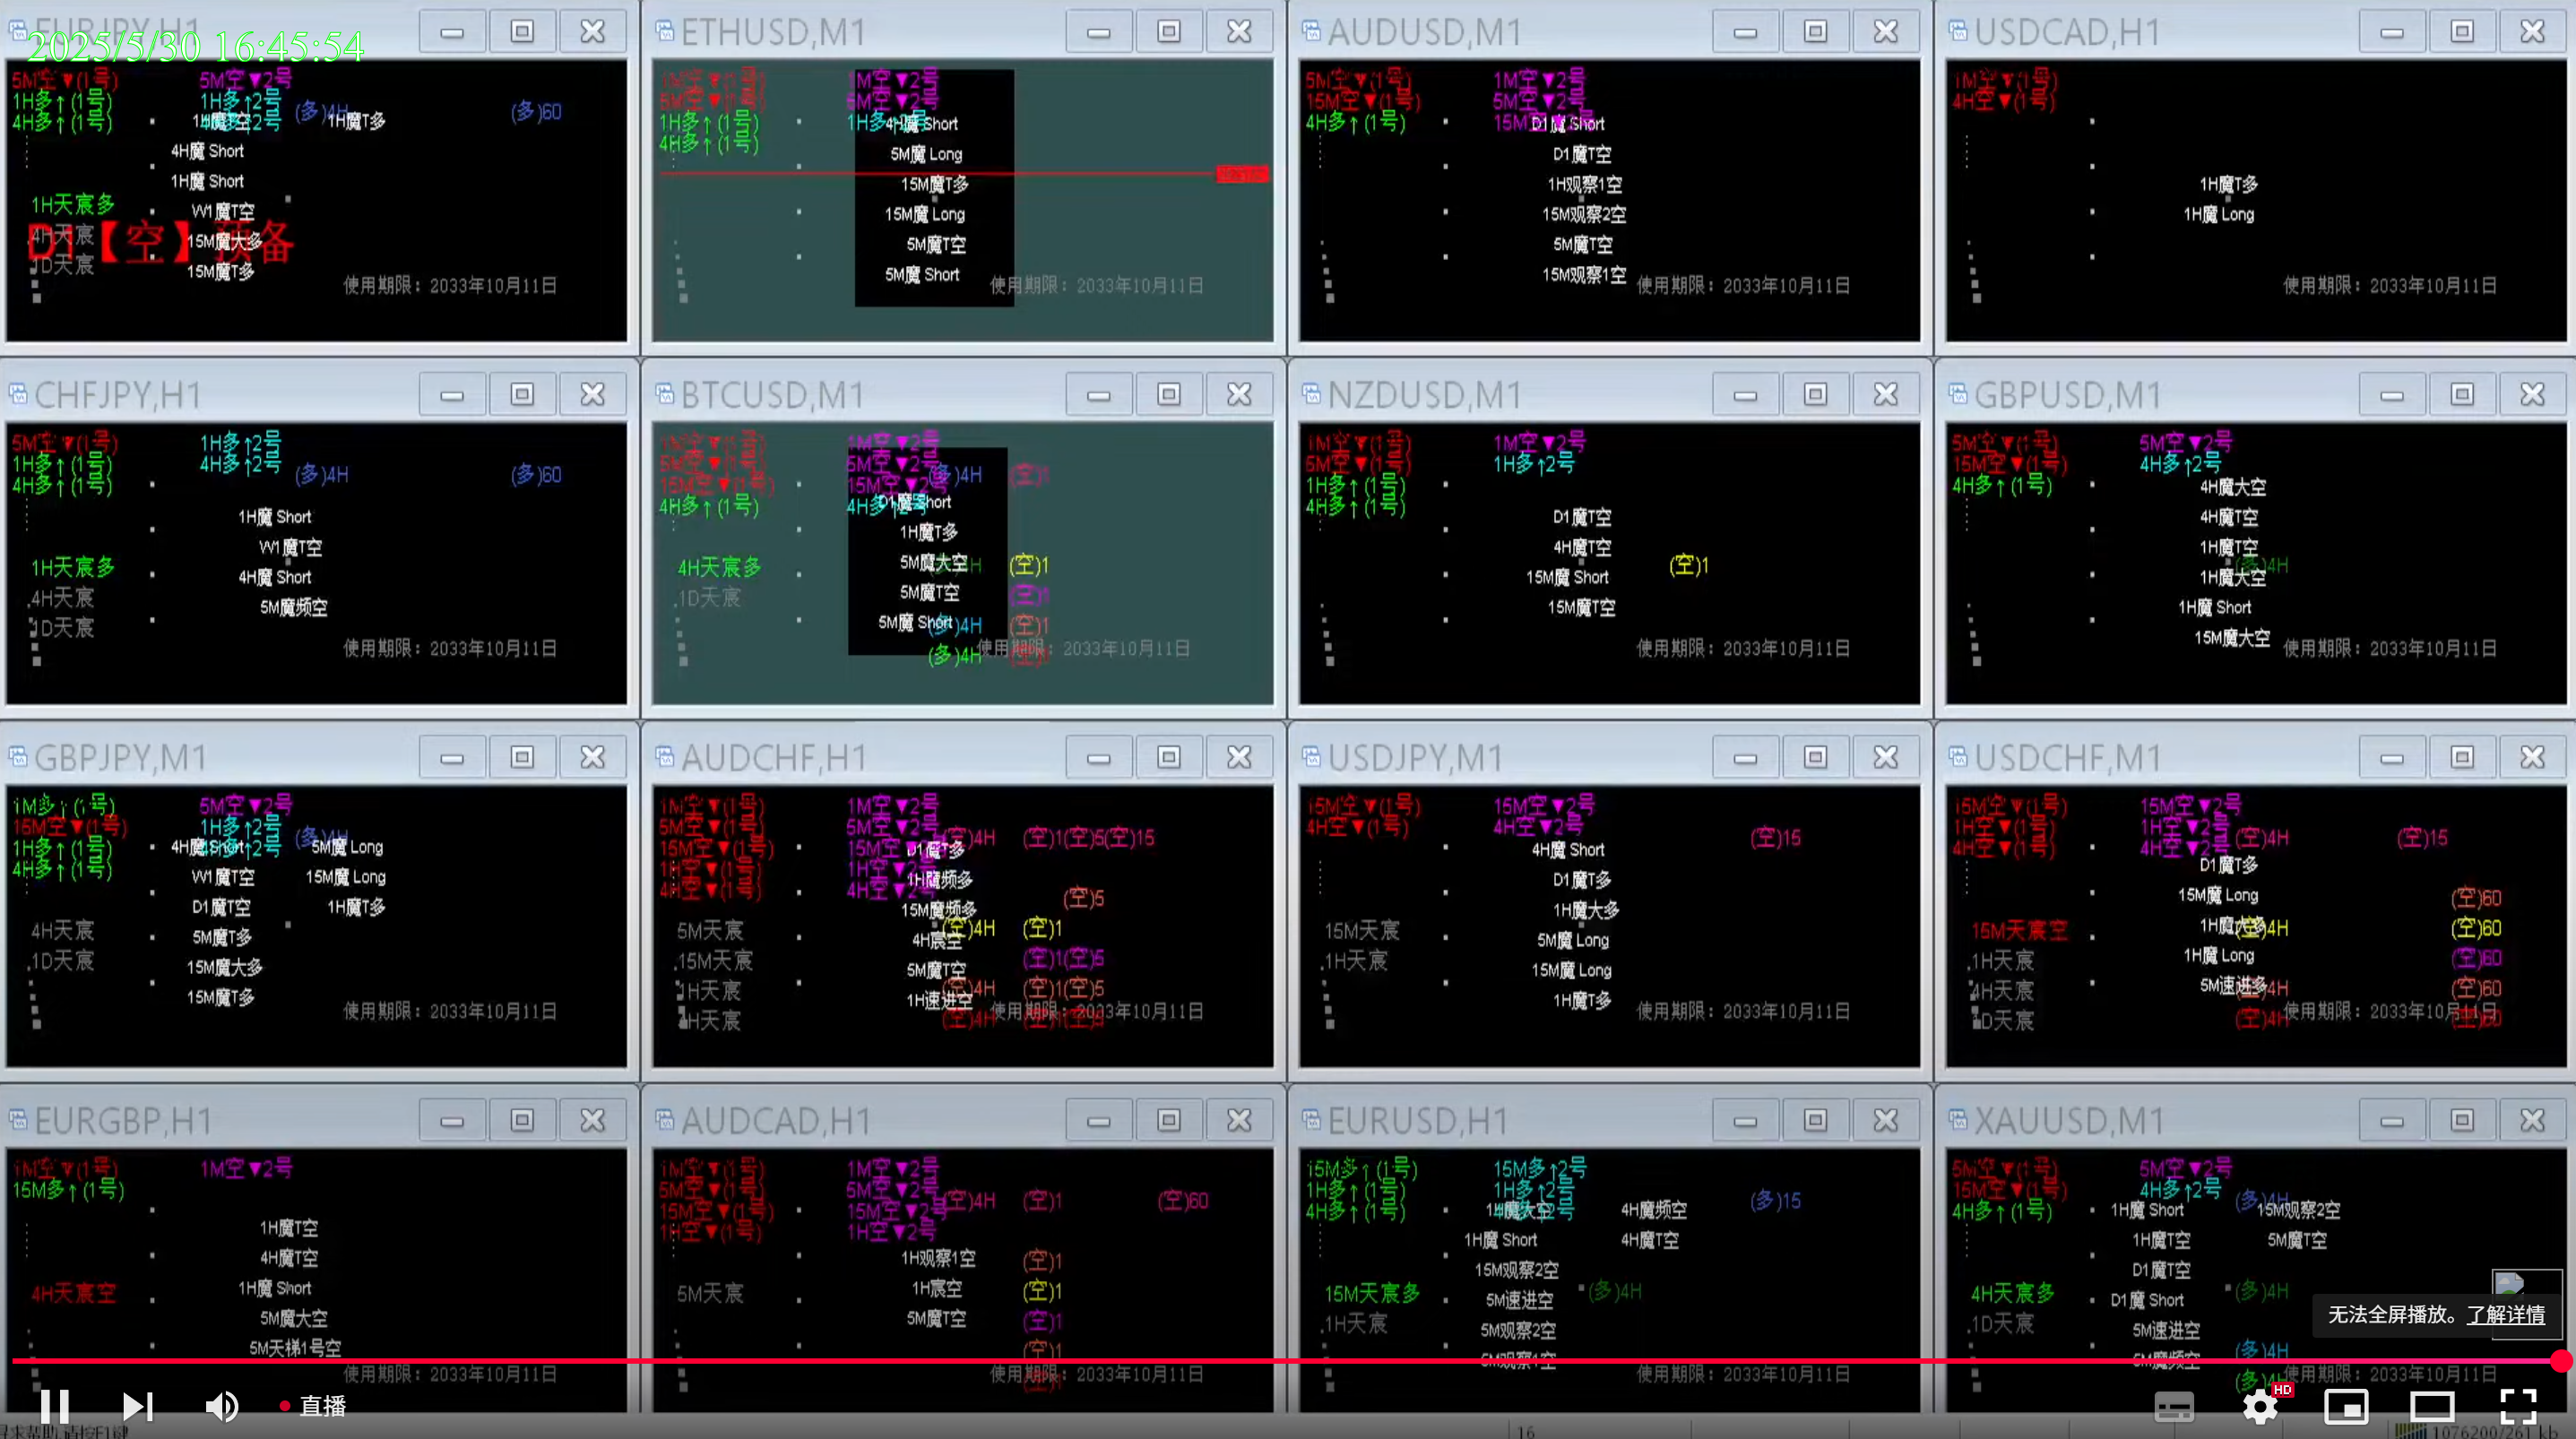 EURJPY,H1
2025/5/30 16:45:54
5M空▼(1号) 5M空▼2号
1H多↑(1号) 1H多↑2号 (多)4H (多)60
4H多↑(1号) 1H魔T多
4H魔 Short
1H魔 Short
1H天宸多 W1魔T空
D1【空】预备
4H天宸 15M魔大多
1D天宸 15M魔T多
使用期限：2033年10月11日
ETHUSD,M1
1M空▼(1号) 1M空▼2号
5M空▼(1号) 5M空▼2号
1H多↑(1号) 4H魔 Short
4H多↑(1号)
5M魔 Long
15M魔T多
15M魔 Long
5M魔T空
5M魔 Short
使用期限：2033年10月11日
AUDUSD,M1
5M空▼(1号) 1M空▼2号
15M空▼(1号) 5M空▼2号
4H多↑(1号) D1魔 Short
D1魔T空
1H观察1空
15M观察2空
5M魔T空
15M观察1空
使用期限：2033年10月11日
USDCAD,H1
1M空▼(1号)
4H空▼(1号)
1H魔T多
1H魔 Long
使用期限：2033年10月11日
CHFJPY,H1
5M空▼(1号) 1H多↑2号
1H多↑(1号) 4H多↑2号 (多)4H (多)60
4H多↑(1号)
1H魔 Short
W1魔T空
1H天宸多 4H魔 Short
4H天宸 5M魔频空
1D天宸
使用期限：2033年10月11日
BTCUSD,M1
1M空▼(1号) 1M空▼2号
5M空▼(1号) 5M空▼2号 (多)4H (空)1
15M空▼(1号) 15M空▼2号
4H多↑(1号) D1魔 Short
1H魔T多
4H天宸多 5M魔大空 (空)1
1D天宸 5M魔T空 (空)1
5M魔 Short (多)4H (空)1
(多)4H
使用期限：2033年10月11日
NZDUSD,M1
1M空▼(1号) 1M空▼2号
5M空▼(1号) 1H多↑2号
1H多↑(1号)
4H多↑(1号)
D1魔T空
4H魔T空 (空)1
15M魔 Short
15M魔T空
使用期限：2033年10月11日
GBPUSD,M1
5M空▼(1号) 5M空▼2号
15M空▼(1号) 4H多↑2号
4H多↑(1号) 4H魔大空
4H魔T空
1H魔T空
(多)4H
1H魔大空
1H魔 Short
15M魔大空
使用期限：2033年10月11日
GBPJPY,M1
1M多↑(1号) 5M空▼2号
15M空▼(1号) 1H多↑2号 (多)4H
1H多↑(1号) 4H魔 Short 5M魔 Long
4H多↑(1号) W1魔T空 15M魔 Long
D1魔T空 1H魔T多
4H天宸 5M魔T多
1D天宸 15M魔大多
15M魔T多
使用期限：2033年10月11日
AUDCHF,H1
1M空▼(1号) 1M空▼2号
5M空▼(1号) 5M空▼2号 (空)4H (空)1(空)5(空)15
15M空▼(1号) D1魔T多
1H空▼(1号) 1H魔频多
4H空▼(1号) (空)5
15M魔频多
5M天宸 (空)4H (空)1
4H宸空
15M天宸 5M魔T空 (空)1(空)5
1H天宸 (空)4H (空)1(空)5
1H速进空
4H天宸 (空)4H
使用期限：2033年10月11日
USDJPY,M1
15M空▼(1号) 15M空▼2号
4H空▼(1号) 4H空▼2号 (空)15
4H魔 Short
D1魔T多
1H魔大多
15M天宸 5M魔 Long
1H天宸 15M魔 Long
1H魔T多
使用期限：2033年10月11日
USDCHF,M1
15M空▼(1号) 15M空▼2号
1H空▼(1号) 1H空▼2号 (空)4H (空)15
4H空▼(1号) 4H空▼2号
D1魔T多
15M魔 Long (空)60
15M天宸空 (空)4H (空)60
1H天宸 1H魔 Long (空)60
4H天宸 5M速进多 (空)60
1D天宸 (空)4H (空)60
使用期限：2033年10月11日
EURGBP,H1
1M空▼(1号) 1M空▼2号
15M多↑(1号)
1H魔T空
4H魔T空
4H天宸空 1H魔 Short
5M魔大空
5M天梯1号空
使用期限：2033年10月11日
AUDCAD,H1
1M空▼(1号) 1M空▼2号
5M空▼(1号) 5M空▼2号 (空)4H (空)1 (空)60
15M空▼(1号) 15M空▼2号
1H空▼(1号) 1H空▼2号
1H观察1空 (空)1
5M天宸 1H宸空 (空)1
5M魔T空 (空)1
(空)1
使用期限：2033年10月11日
EURUSD,H1
15M多↑(1号) 15M多↑2号
1H多↑(1号) 1H多↑2号 (多)15
4H多↑(1号) 1H魔大空 4H魔频空
1H魔 Short 4H魔T空
15M观察2空
15M天宸多 5M速进空 (多)4H
1H天宸 5M观察2空
5M观察1空
使用期限：2033年10月11日
XAUUSD,M1
5M空▼(1号) 5M空▼2号
15M空▼(1号) 4H多↑2号 (多)4H
4H多↑(1号) 1H魔 Short 15M观察2空
1H魔T空 5M魔T空
D1魔T空
4H天宸多 D1魔 Short (多)4H
1D天宸 5M速进空
5M魔频空 (多)4H
使用期限：2033年10月11日
无法全屏播放。了解详情
直播
HD
寻求帮助,请按F1键
16
1076200/261 kb